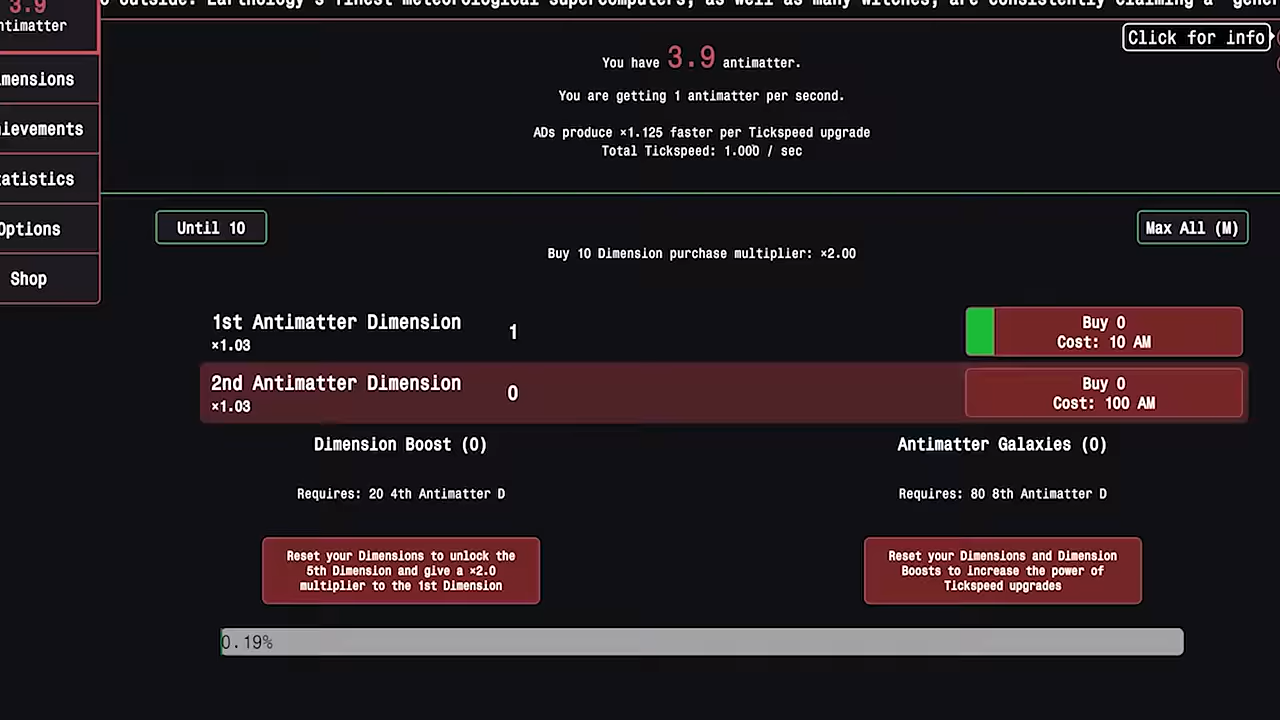 outside. Earthology's finest meteorological supercomputers, as well as many witches, are consistently claiming a "gener
3.9
ntimatter
Click for info
You have 3.9 antimatter.
You are getting 1 antimatter per second.
ADs produce ×1.125 faster per Tickspeed upgrade
Total Tickspeed: 1.000 / sec
mensions
ievements
atistics
Options
Shop
Until 10
Max All (M)
Buy 10 Dimension purchase multiplier: ×2.00
1st Antimatter Dimension
×1.03
1
Buy 0
Cost: 10 AM
2nd Antimatter Dimension
×1.03
0
Buy 0
Cost: 100 AM
Dimension Boost (0)
Antimatter Galaxies (0)
Requires: 20 4th Antimatter D
Requires: 80 8th Antimatter D
Reset your Dimensions to unlock the
5th Dimension and give a ×2.0
multiplier to the 1st Dimension
Reset your Dimensions and Dimension
Boosts to increase the power of
Tickspeed upgrades
0.19%